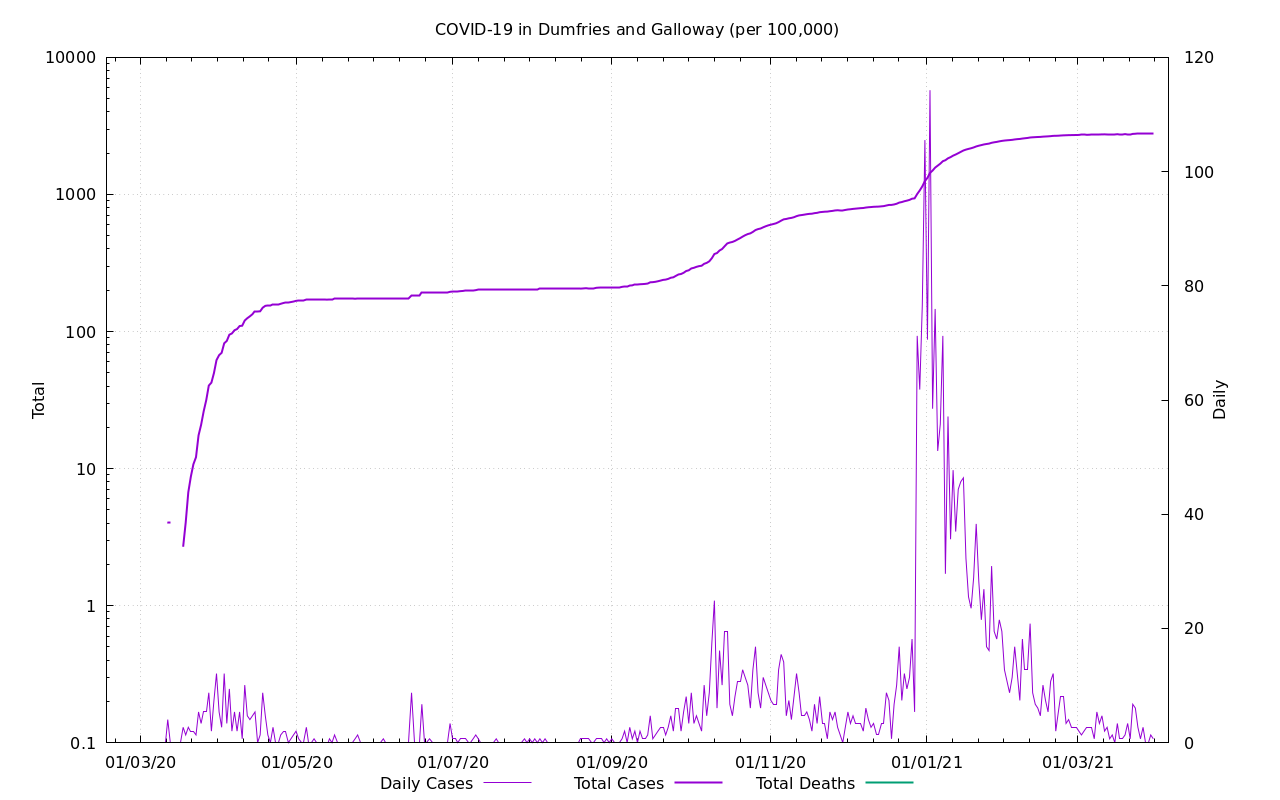 COVID-19 in Dumfries and Galloway (per 100,000)
10000
1000
100
10
1
0.1
Total
120
100
80
60
40
20
0
Daily
01/03/20 01/05/20 01/07/20 01/09/20 01/11/20 01/01/21 01/03/21
Daily Cases Total Cases Total Deaths